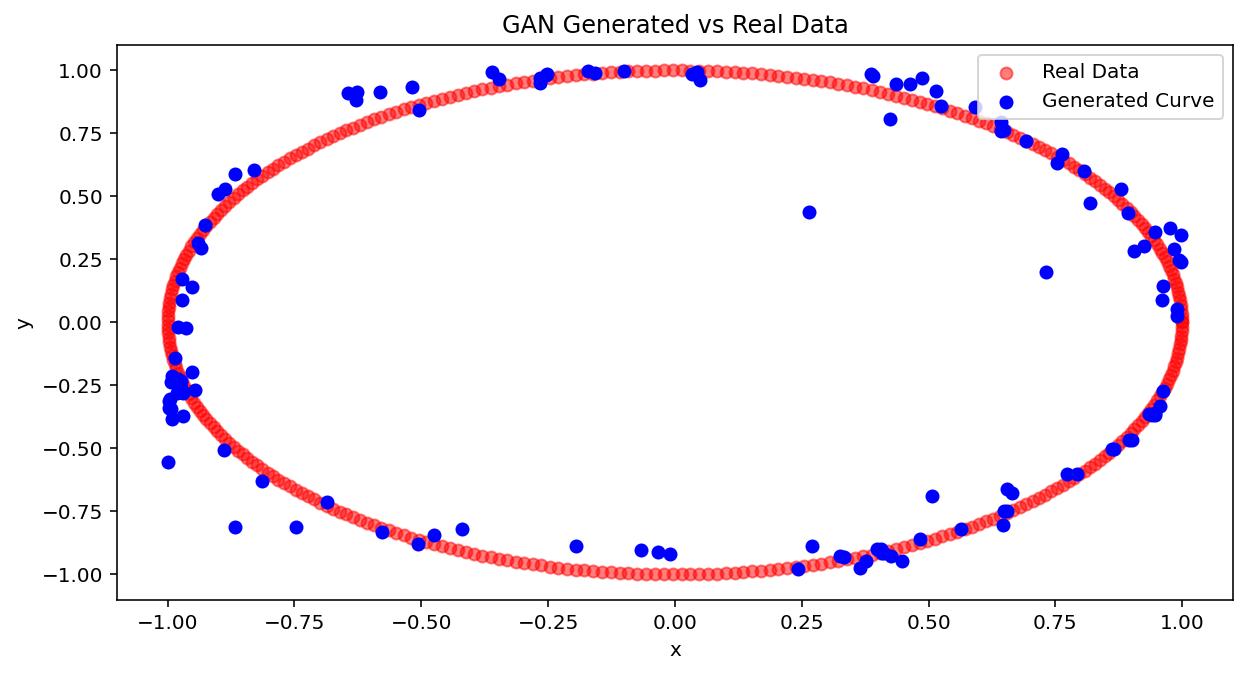 GAN Generated vs Real Data
Real Data
Generated Curve
1.00
0.75
0.50
0.25
0.00
−0.25
−0.50
−0.75
−1.00
y
−1.00 −0.75 −0.50 −0.25 0.00 0.25 0.50 0.75 1.00
x